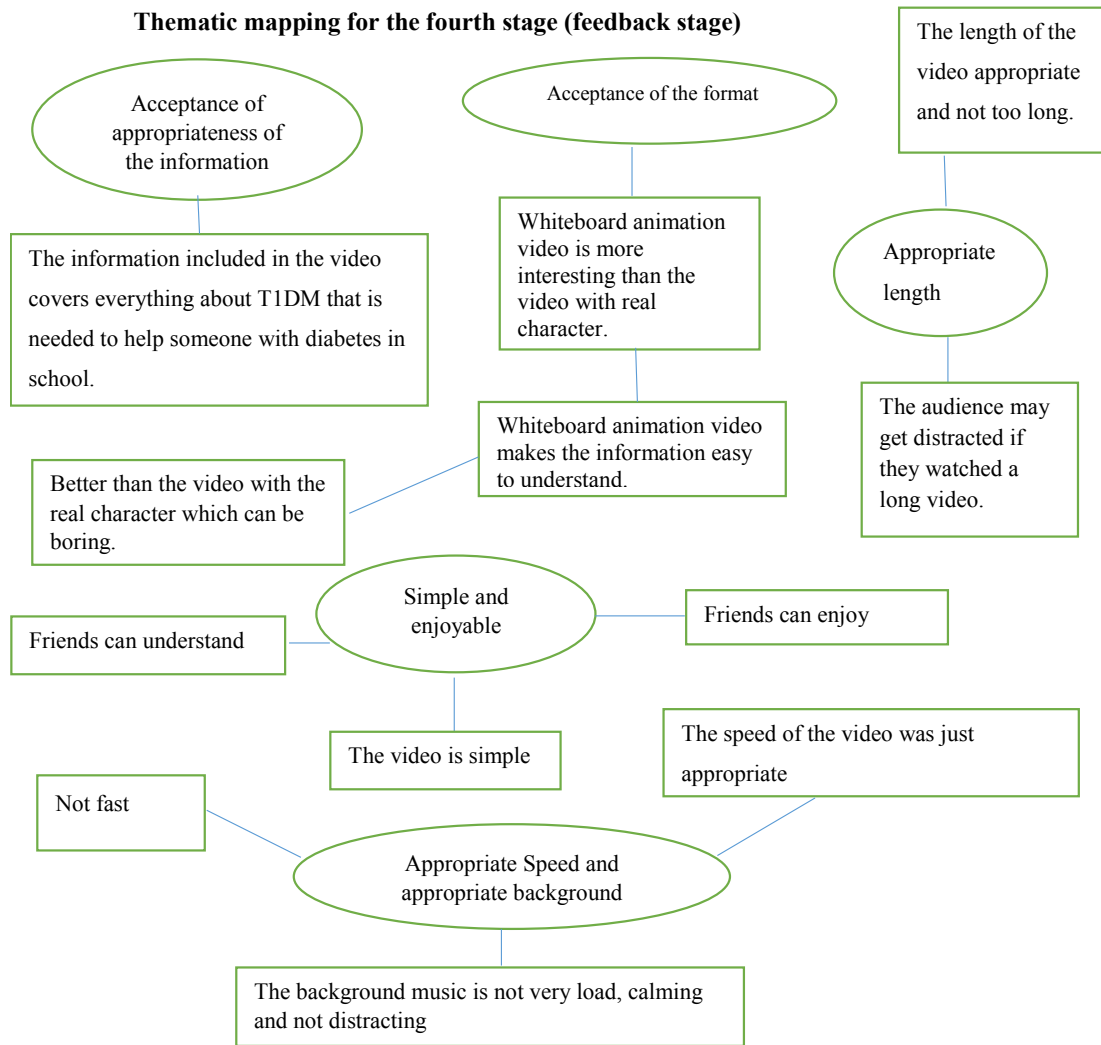 Thematic mapping for the fourth stage (feedback stage)
Acceptance of
appropriateness of
the information
The information included in the video
covers everything about T1DM that is
needed to help someone with diabetes in
school.
Acceptance of the format
Whiteboard animation
video is more
interesting than the
video with real
character.
Whiteboard animation video
makes the information easy
to understand.
Better than the video with the
real character which can be
boring.
The length of the
video appropriate
and not too long.
Appropriate
length
The audience may
get distracted if
they watched a
long video.
Simple and
enjoyable
Friends can understand
Friends can enjoy
The video is simple
The speed of the video was just
appropriate
Not fast
Appropriate Speed and
appropriate background
The background music is not very load, calming
and not distracting